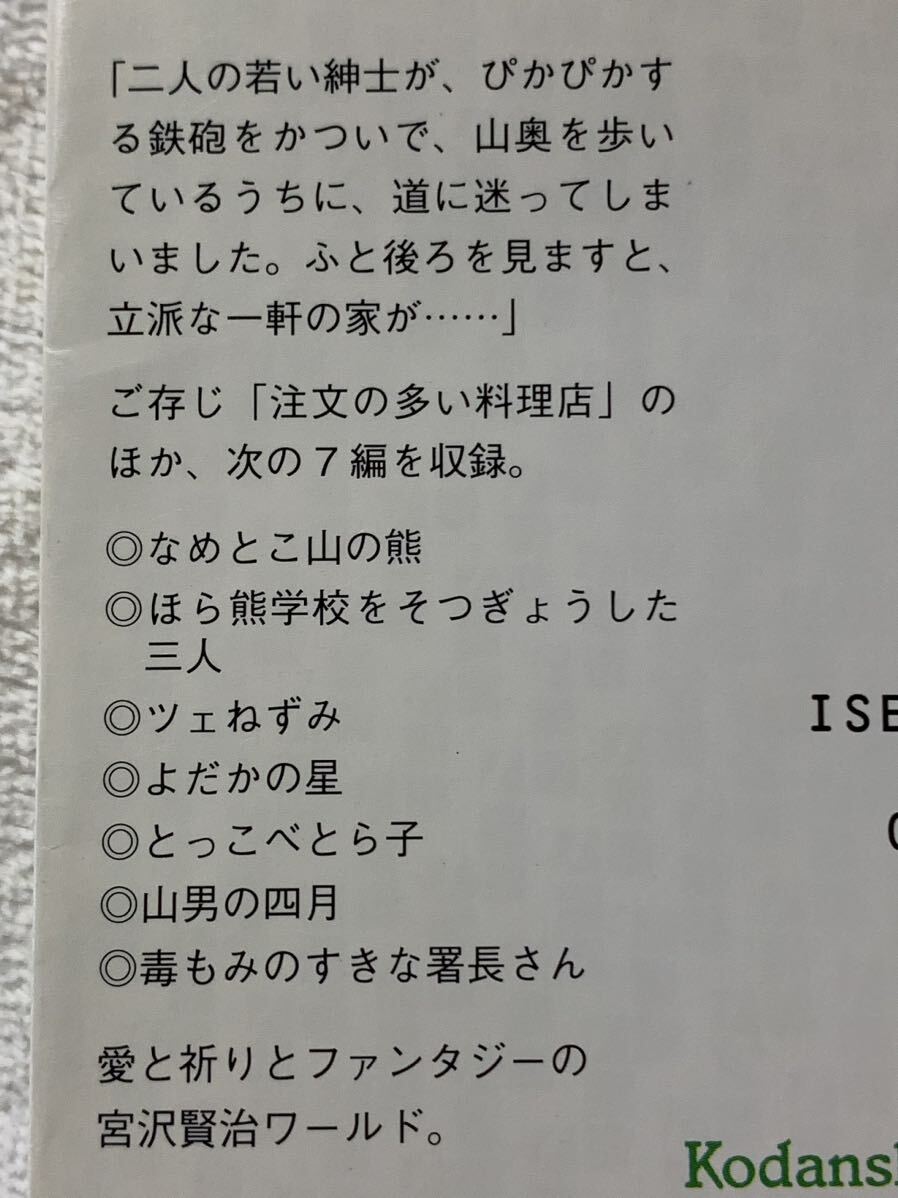 「二人の若い紳士が、ぴかぴかす
る鉄砲をかついで、山奥を歩い
ているうちに、道に迷ってしま
いました。ふと後ろを見ますと、
立派な一軒の家が……」
ご存じ「注文の多い料理店」の
ほか、次の7編を収録。
◎なめとこ山の熊
◎ほら熊学校をそつぎょうした
三人
◎ツェねずみ
◎よだかの星
◎とっこべとら子
◎山男の四月
◎毒もみのすきな署長さん
愛と祈りとファンタジーの
宮沢賢治ワールド。